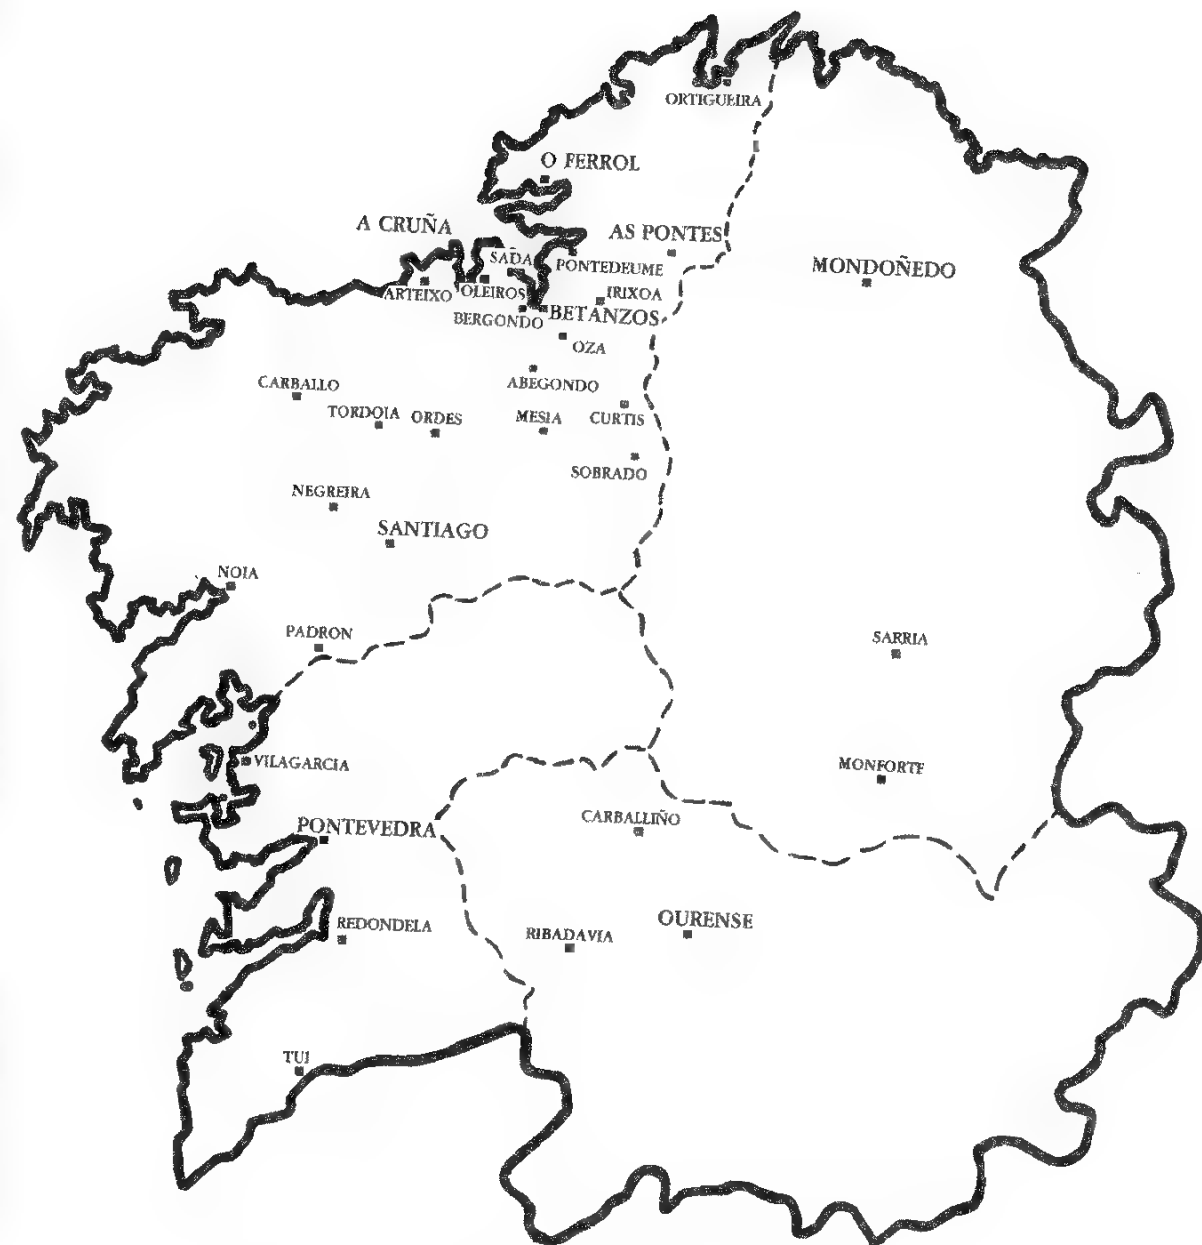 ORTIGUEIRA
O FERROL
A CRUÑA
AS PONTES
SADA
PONTEDEUME
MONDOÑEDO
ARTEIXO
OLEIROS
IRIXOA
BERGONDO
BETANZOS
OZA
CARBALLO
ABEGONDO
TORDOIA
ORDES
MESIA
CURTIS
SOBRADO
NEGREIRA
SANTIAGO
NOIA
PADRON
SARRIA
VILAGARCIA
MONFORTE
PONTEVEDRA
CARBALLIÑO
REDONDELA
RIBADAVIA
OURENSE
TUI